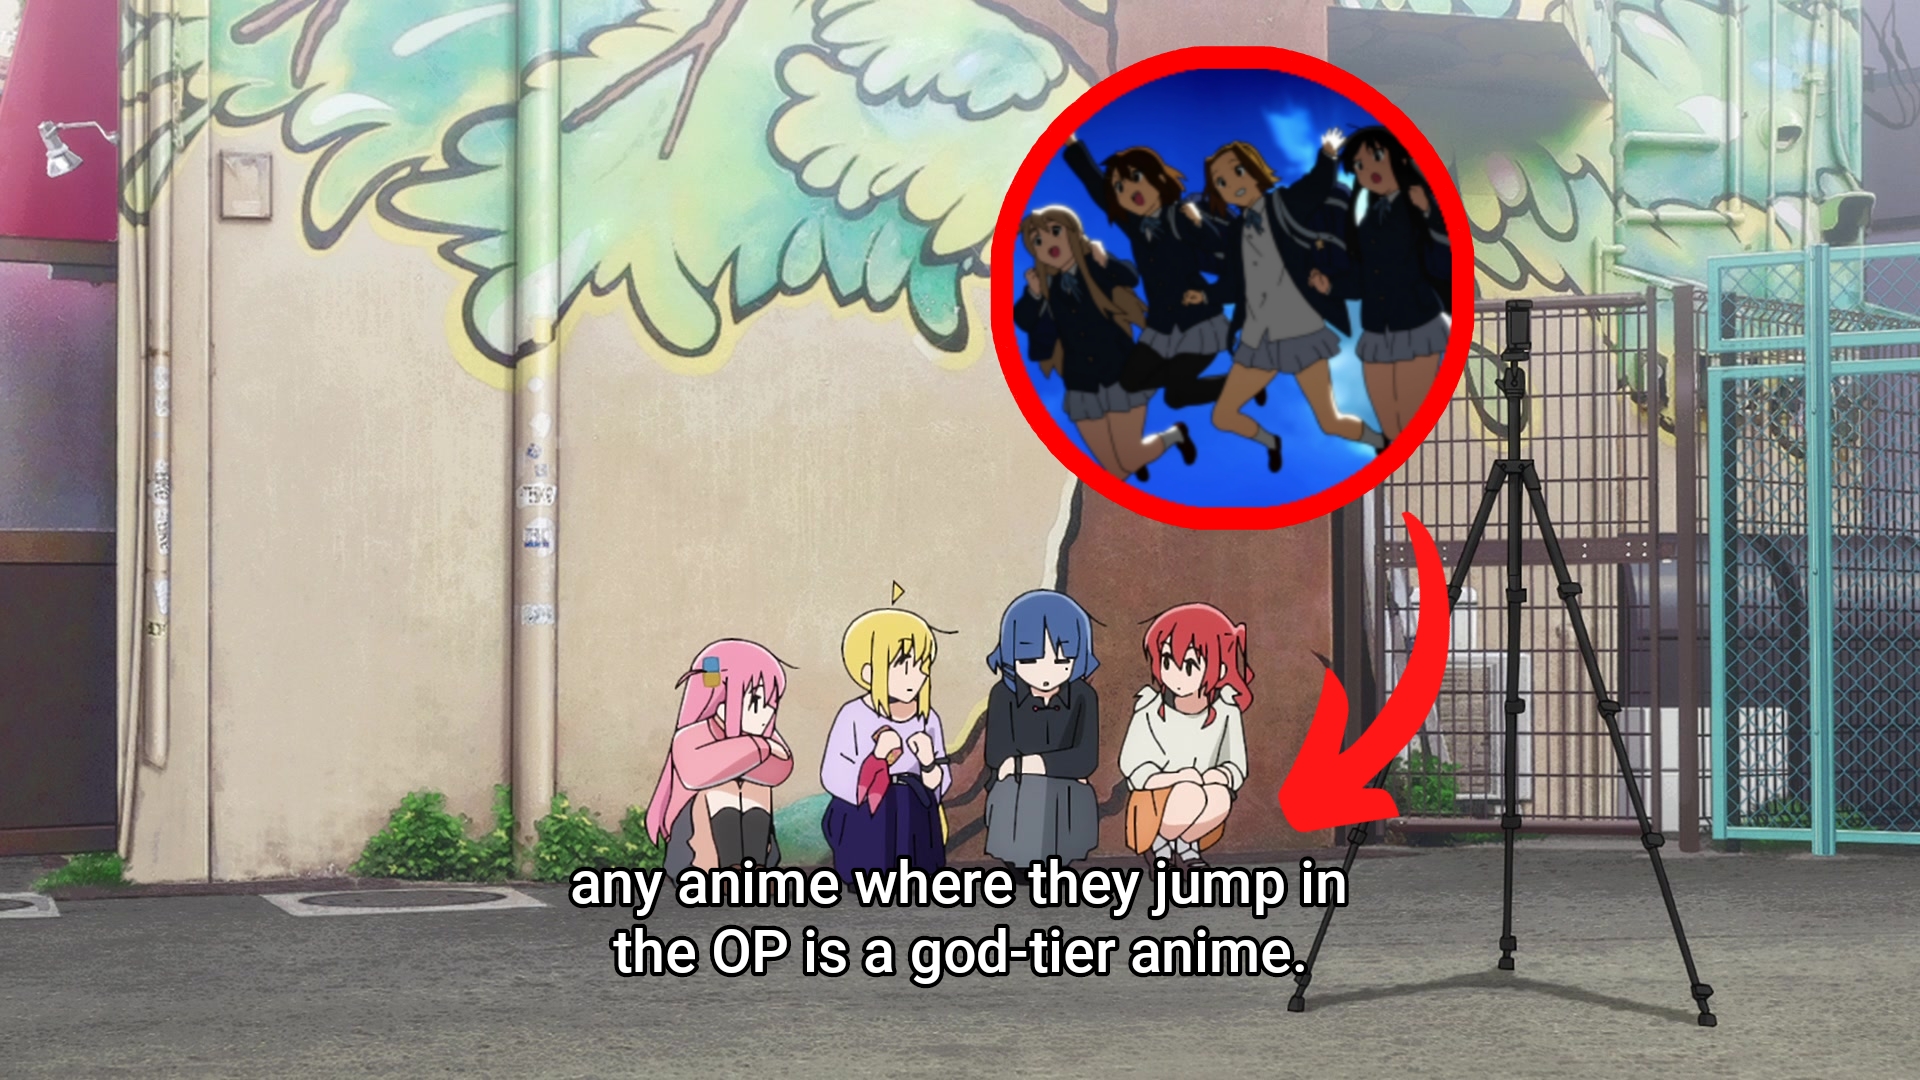 any anime where they jump in
the OP is a god-tier anime.